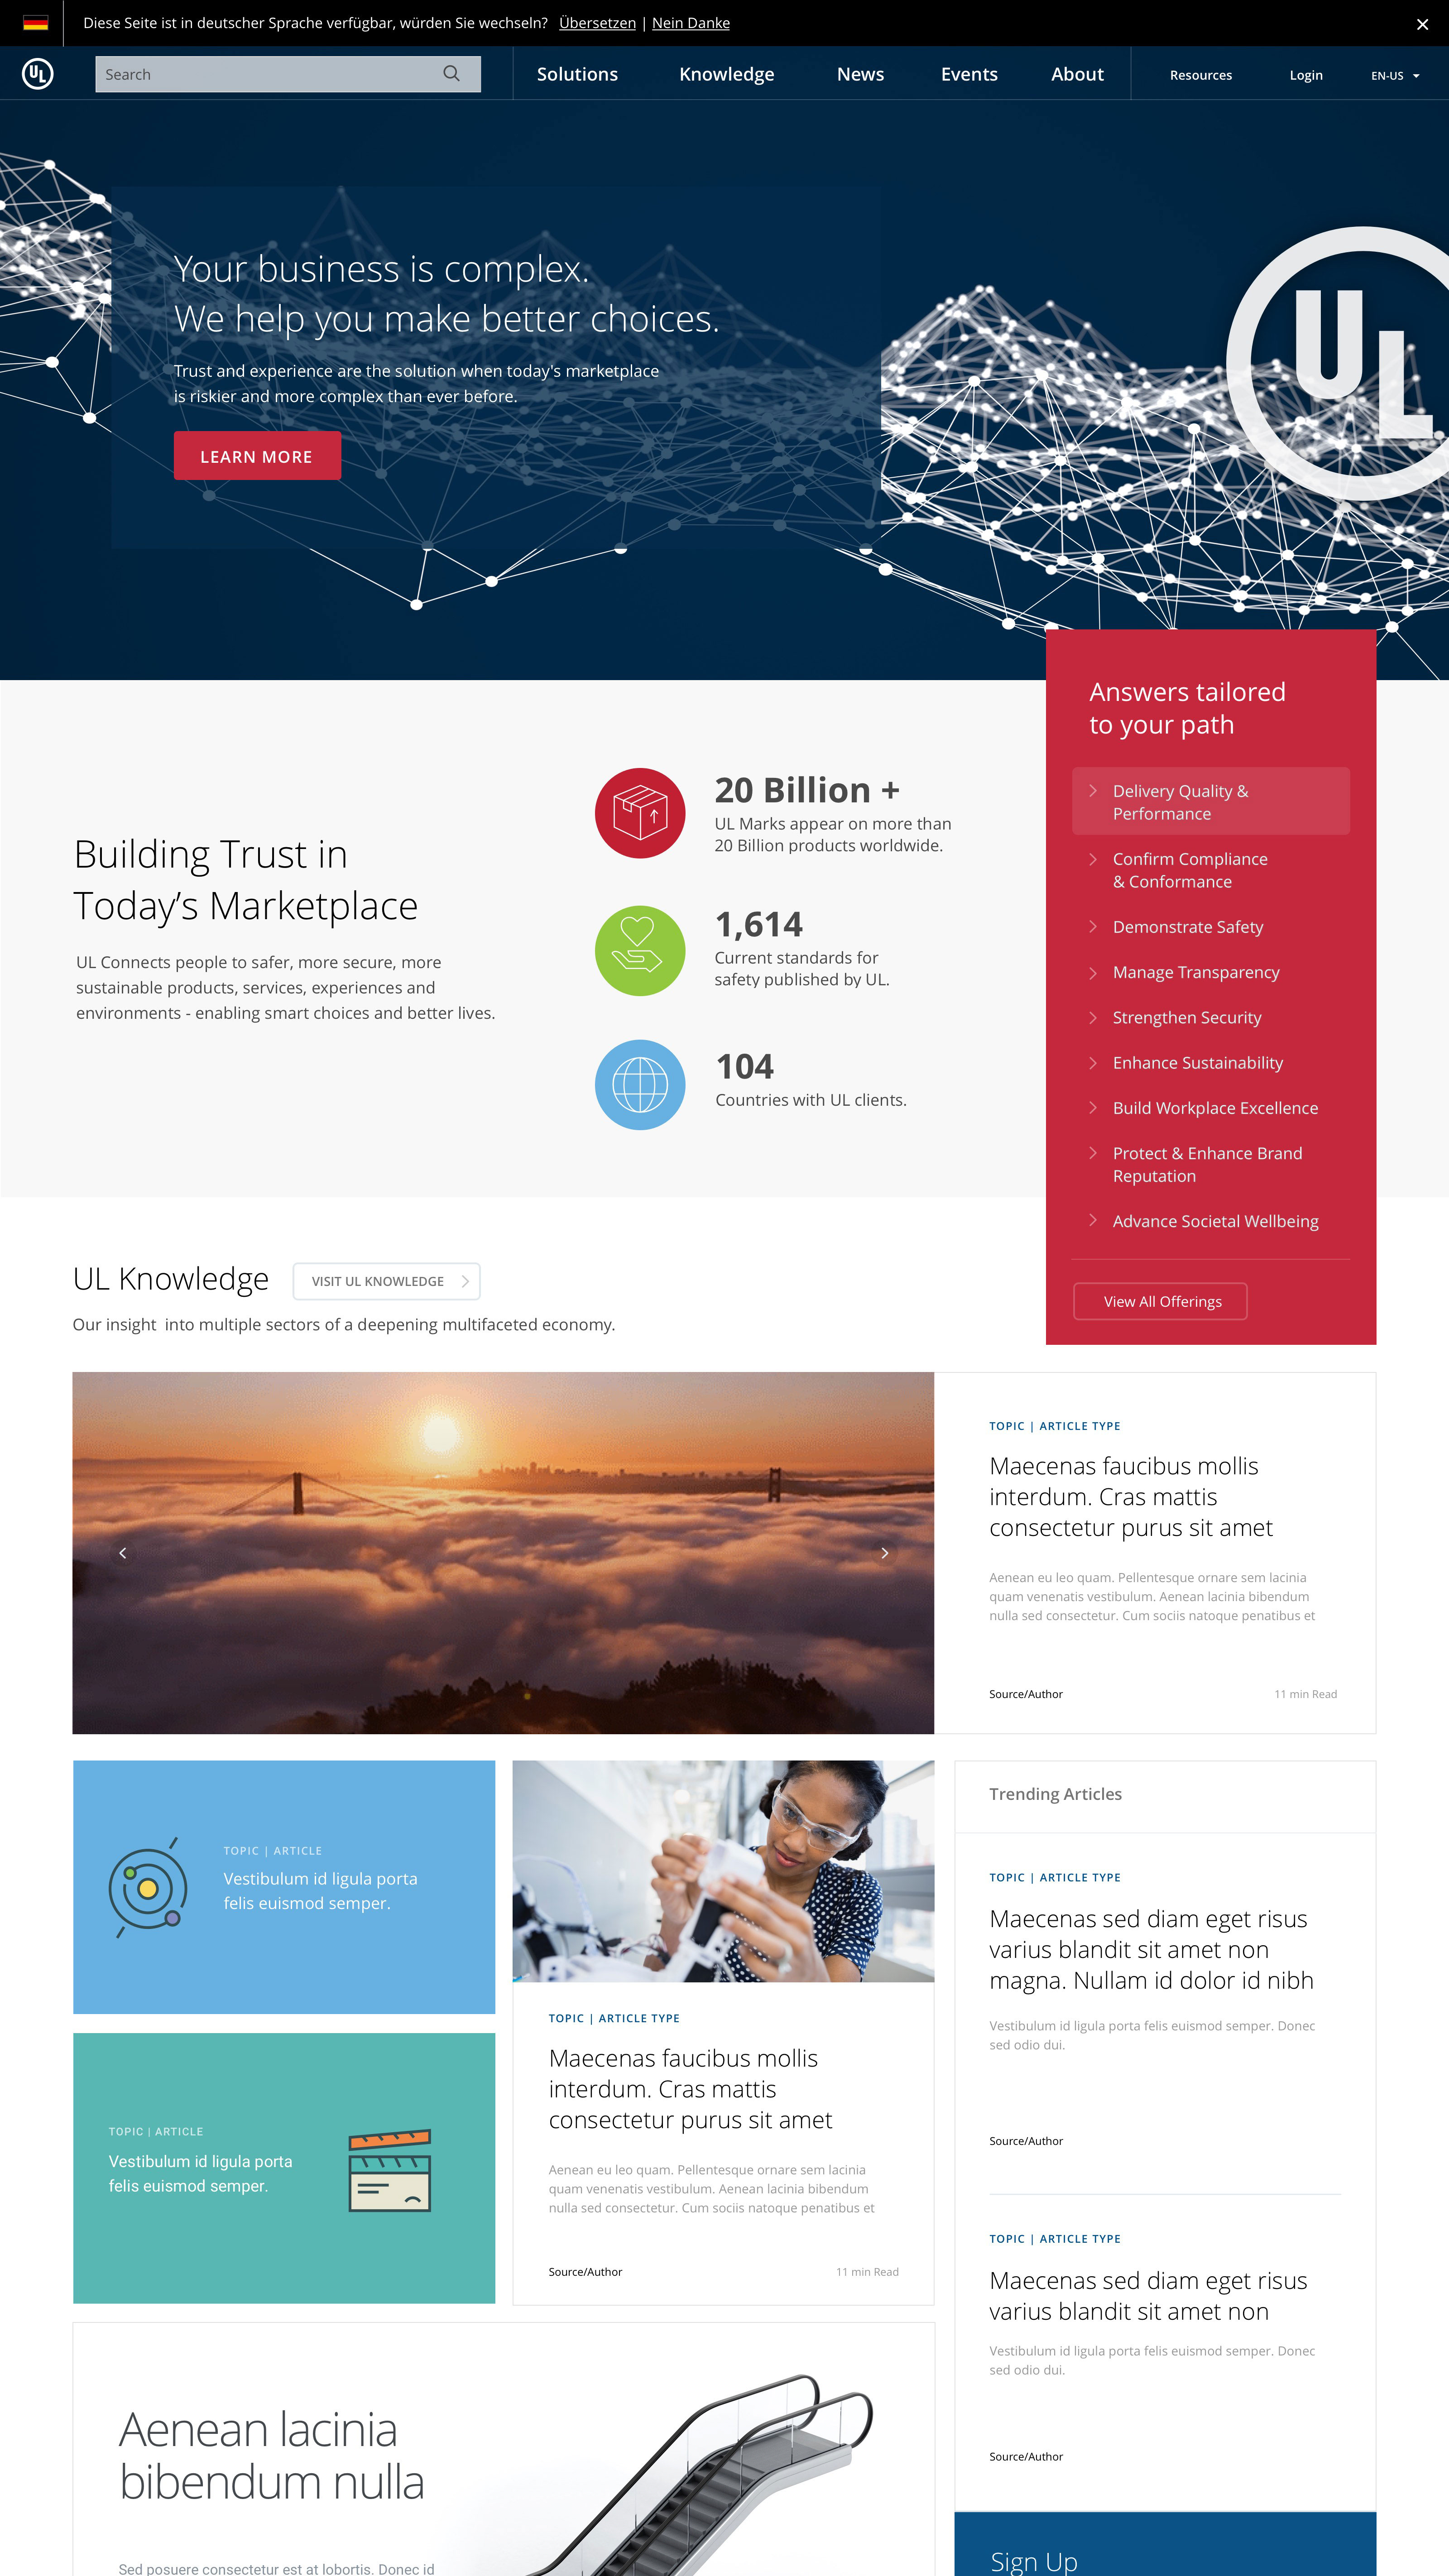 Diese Seite ist in deutscher Sprache verfügbar, würden Sie wechseln? Übersetzen | Nein Danke
UL
Search
Solutions
Knowledge
News
Events
About
Resources
Login
EN-US
Your business is complex.
We help you make better choices.
Trust and experience are the solution when today's marketplace
is riskier and more complex than ever before.
LEARN MORE
UL
Building Trust in
Today’s Marketplace
UL Connects people to safer, more secure, more
sustainable products, services, experiences and
environments - enabling smart choices and better lives.
20 Billion +
UL Marks appear on more than
20 Billion products worldwide.
1,614
Current standards for
safety published by UL.
104
Countries with UL clients.
Answers tailored
to your path
Delivery Quality &
Performance
Confirm Compliance
& Conformance
Demonstrate Safety
Manage Transparency
Strengthen Security
Enhance Sustainability
Build Workplace Excellence
Protect & Enhance Brand
Reputation
Advance Societal Wellbeing
View All Offerings
UL Knowledge
VISIT UL KNOWLEDGE
Our insight  into multiple sectors of a deepening multifaceted economy.
TOPIC | ARTICLE TYPE
Maecenas faucibus mollis
interdum. Cras mattis
consectetur purus sit amet
Aenean eu leo quam. Pellentesque ornare sem lacinia
quam venenatis vestibulum. Aenean lacinia bibendum
nulla sed consectetur. Cum sociis natoque penatibus et
Source/Author
11 min Read
TOPIC | ARTICLE
Vestibulum id ligula porta
felis euismod semper.
TOPIC | ARTICLE
Vestibulum id ligula porta
felis euismod semper.
TOPIC | ARTICLE TYPE
Maecenas faucibus mollis
interdum. Cras mattis
consectetur purus sit amet
Aenean eu leo quam. Pellentesque ornare sem lacinia
quam venenatis vestibulum. Aenean lacinia bibendum
nulla sed consectetur. Cum sociis natoque penatibus et
Source/Author
11 min Read
Trending Articles
TOPIC | ARTICLE TYPE
Maecenas sed diam eget risus
varius blandit sit amet non
magna. Nullam id dolor id nibh
Vestibulum id ligula porta felis euismod semper. Donec
sed odio dui.
Source/Author
TOPIC | ARTICLE TYPE
Maecenas sed diam eget risus
varius blandit sit amet non
Vestibulum id ligula porta felis euismod semper. Donec
sed odio dui.
Source/Author
Aenean lacinia
bibendum nulla
Sed posuere consectetur est at lobortis. Donec id
Sign Up